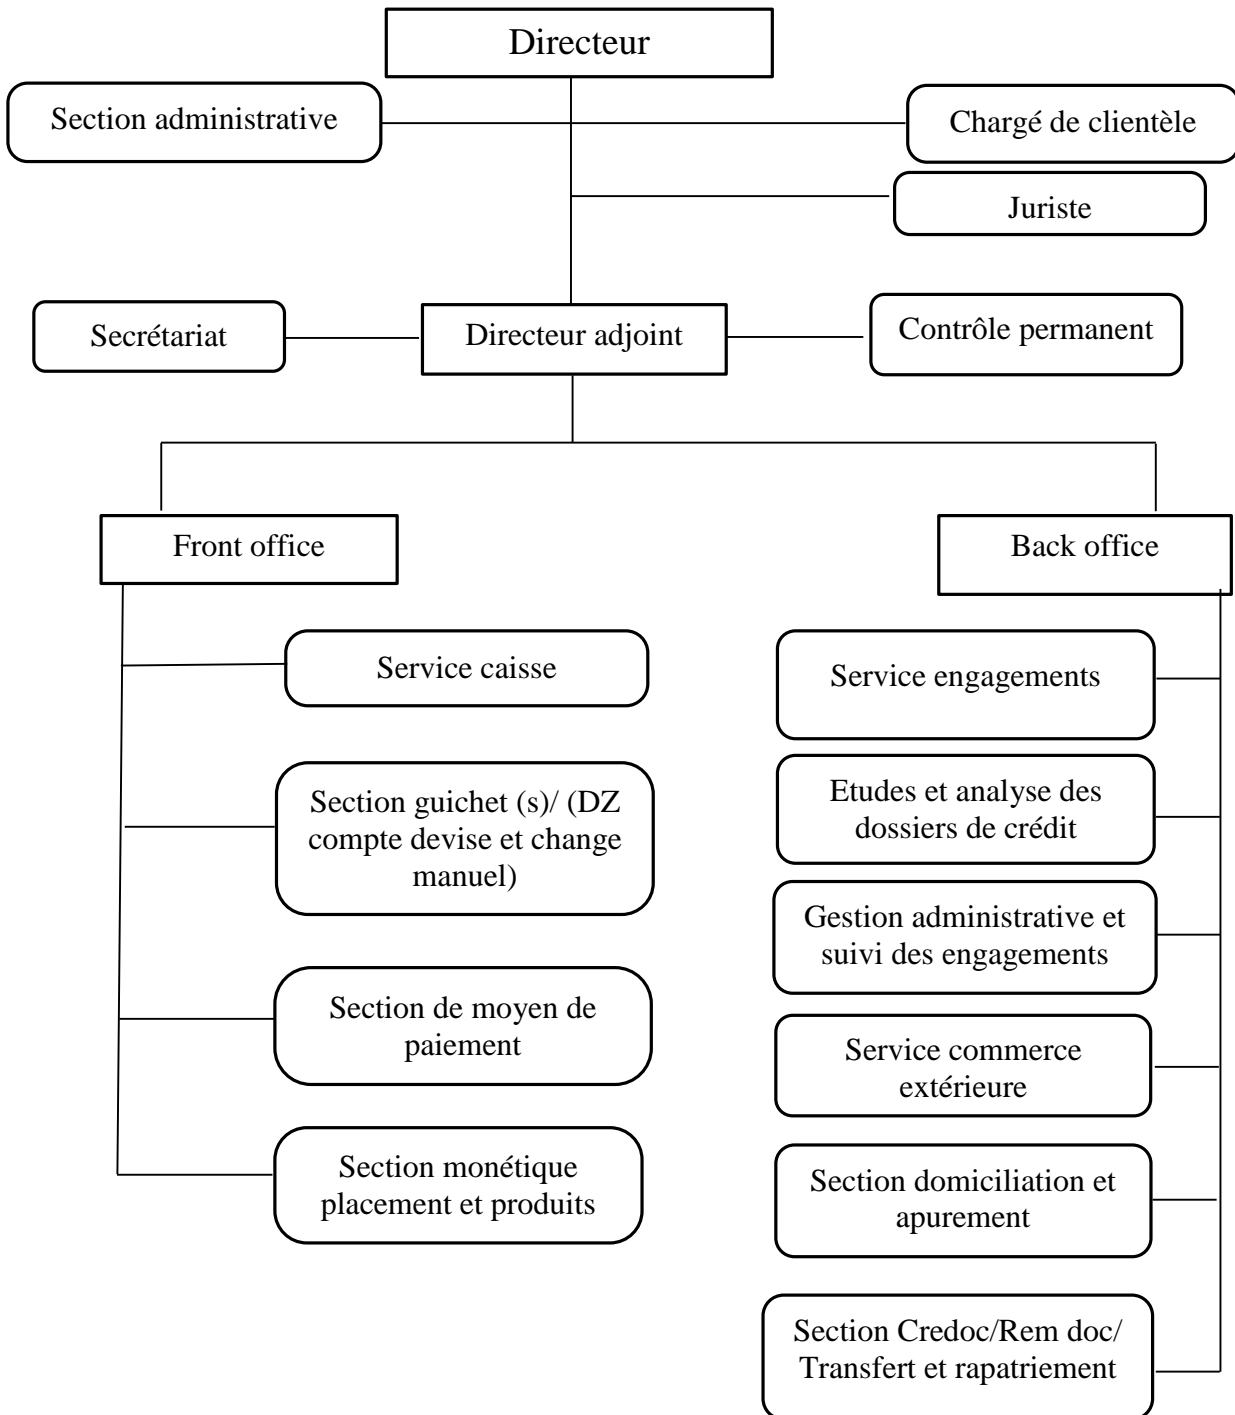 Directeur
Section administrative
Chargé de clientèle
Juriste
Secrétariat
Directeur adjoint
Contrôle permanent
Front office
Back office
Service caisse
Section guichet (s)/ (DZ
compte devise et change
manuel)
Section de moyen de
paiement
Section monétique
placement et produits
Service engagements
Etudes et analyse des
dossiers de crédit
Gestion administrative et
suivi des engagements
Service commerce
extérieure
Section domiciliation et
apurement
Section Credoc/Rem doc/
Transfert et rapatriement